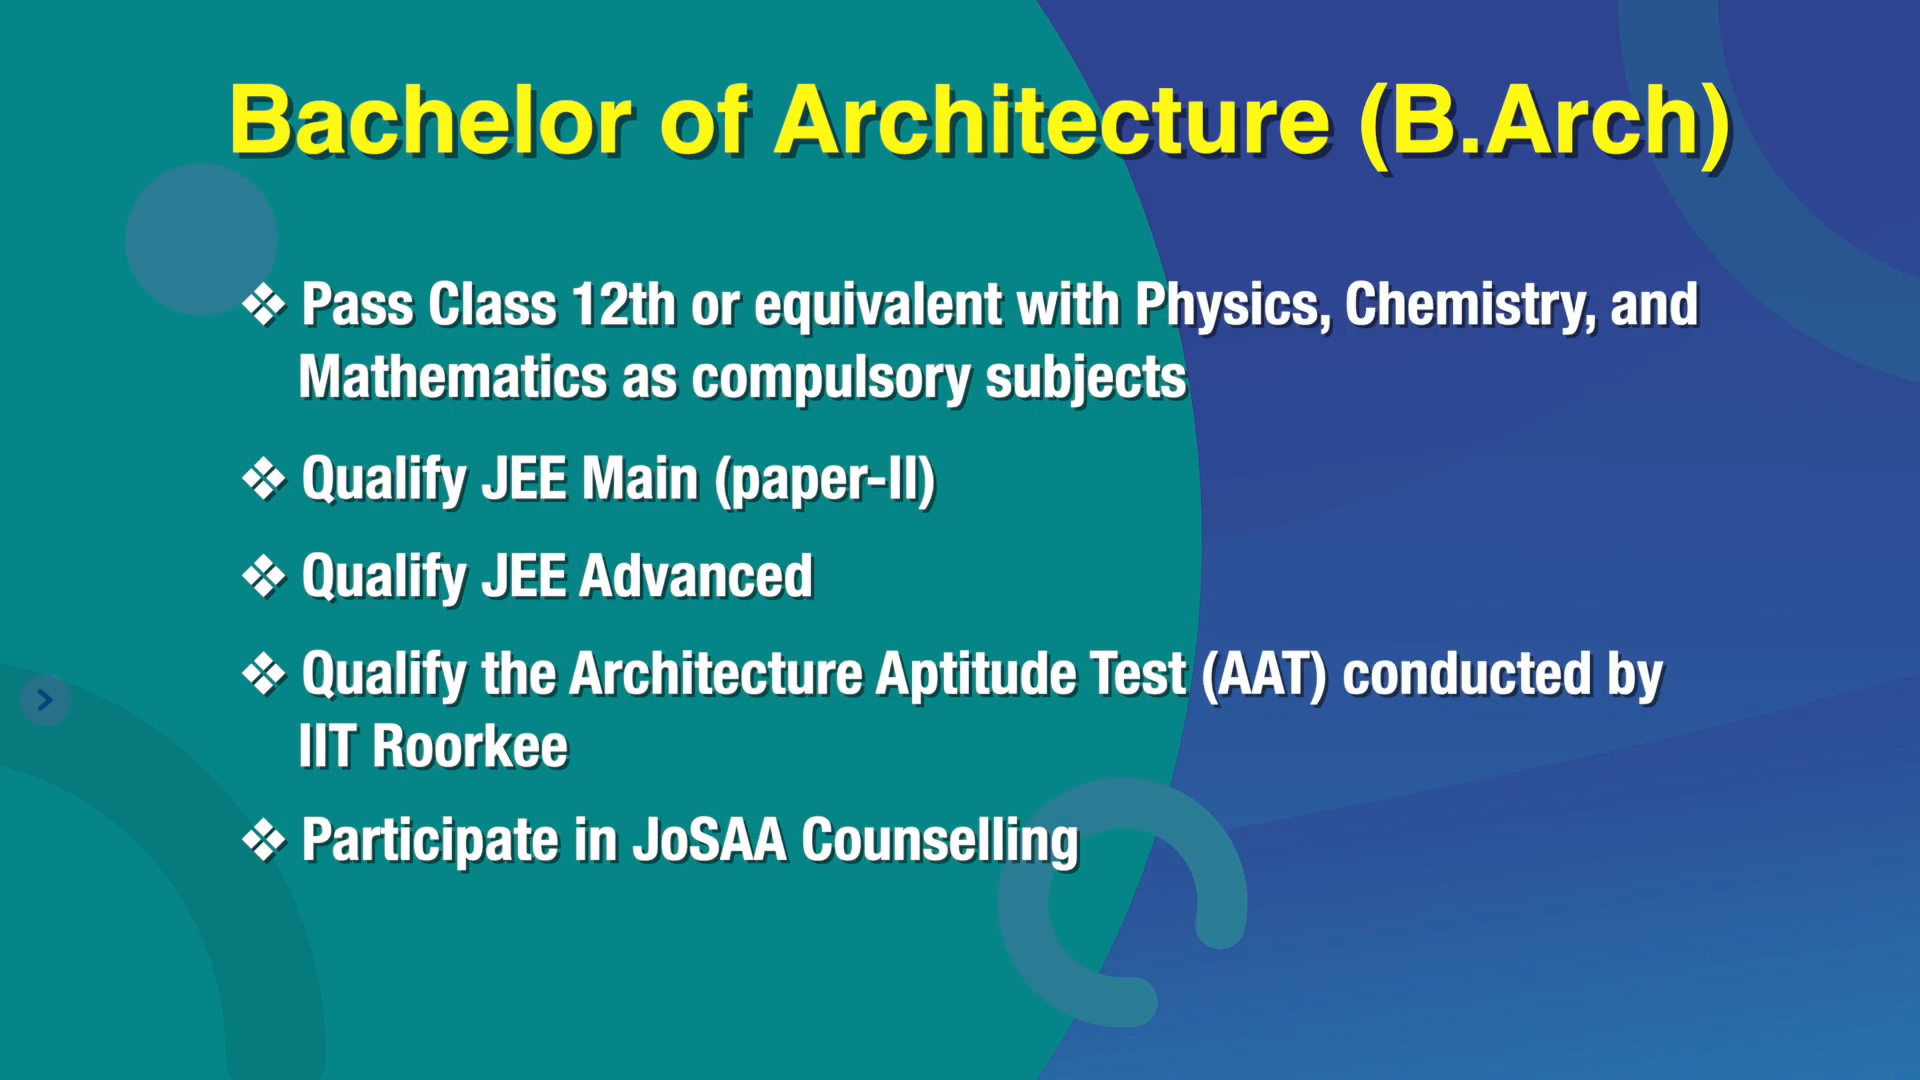 Bachelor of Architecture (B.Arch)
❖ Pass Class 12th or equivalent with Physics, Chemistry, and
Mathematics as compulsory subjects
❖ Qualify JEE Main (paper-II)
❖ Qualify JEE Advanced
❖ Qualify the Architecture Aptitude Test (AAT) conducted by
IIT Roorkee
❖ Participate in JoSAA Counselling